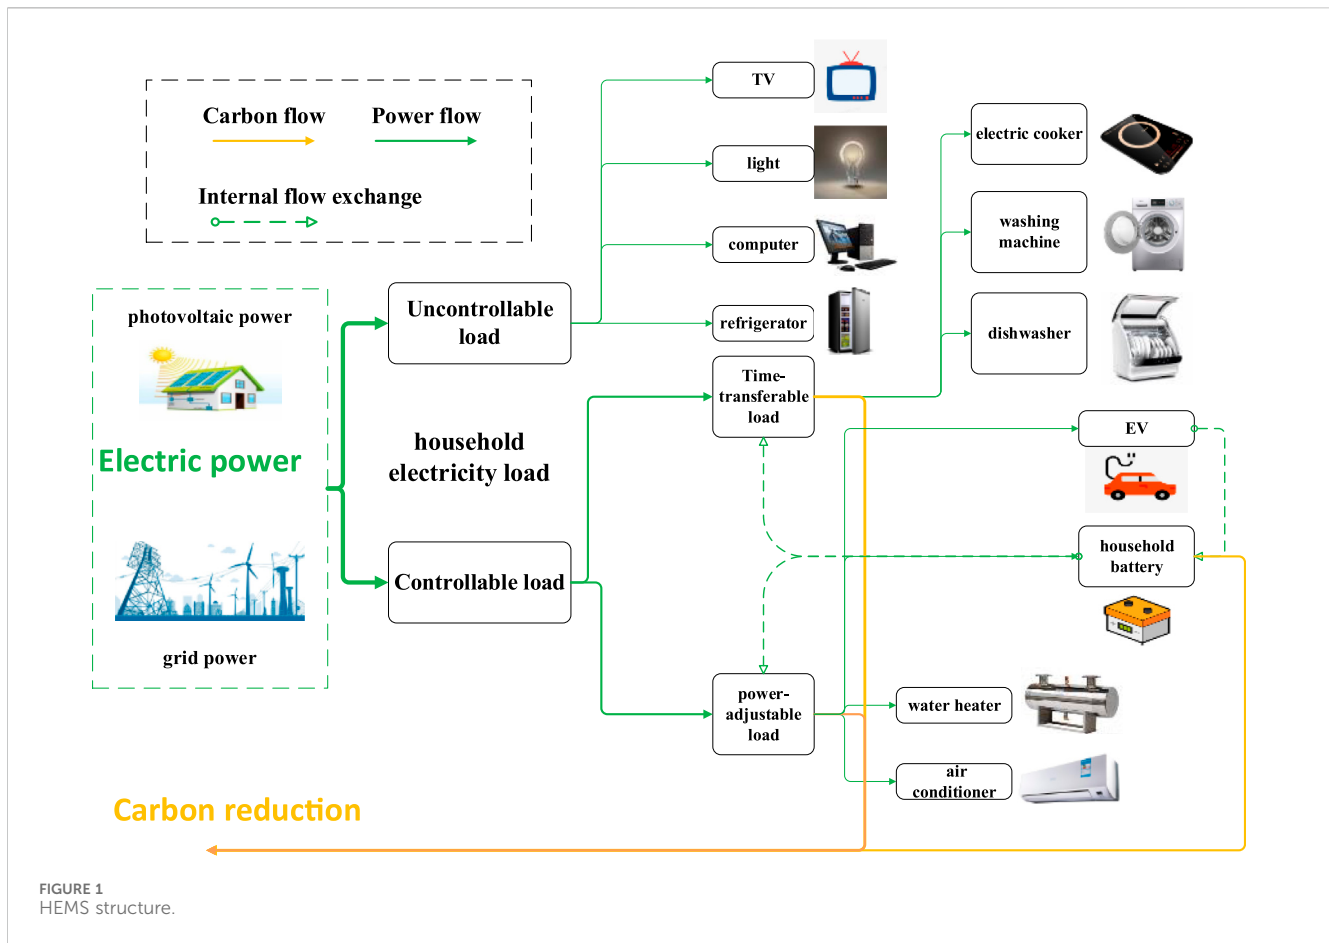 Carbon flow
Power flow
Internal flow exchange
photovoltaic power
Electric power
grid power
Uncontrollable
load
household
electricity load
Controllable load
TV
light
computer
refrigerator
Time-
transferable
load
power-
adjustable
load
electric cooker
washing
machine
dishwasher
EV
household
battery
water heater
air
conditioner
Carbon reduction
FIGURE 1
HEMS structure.